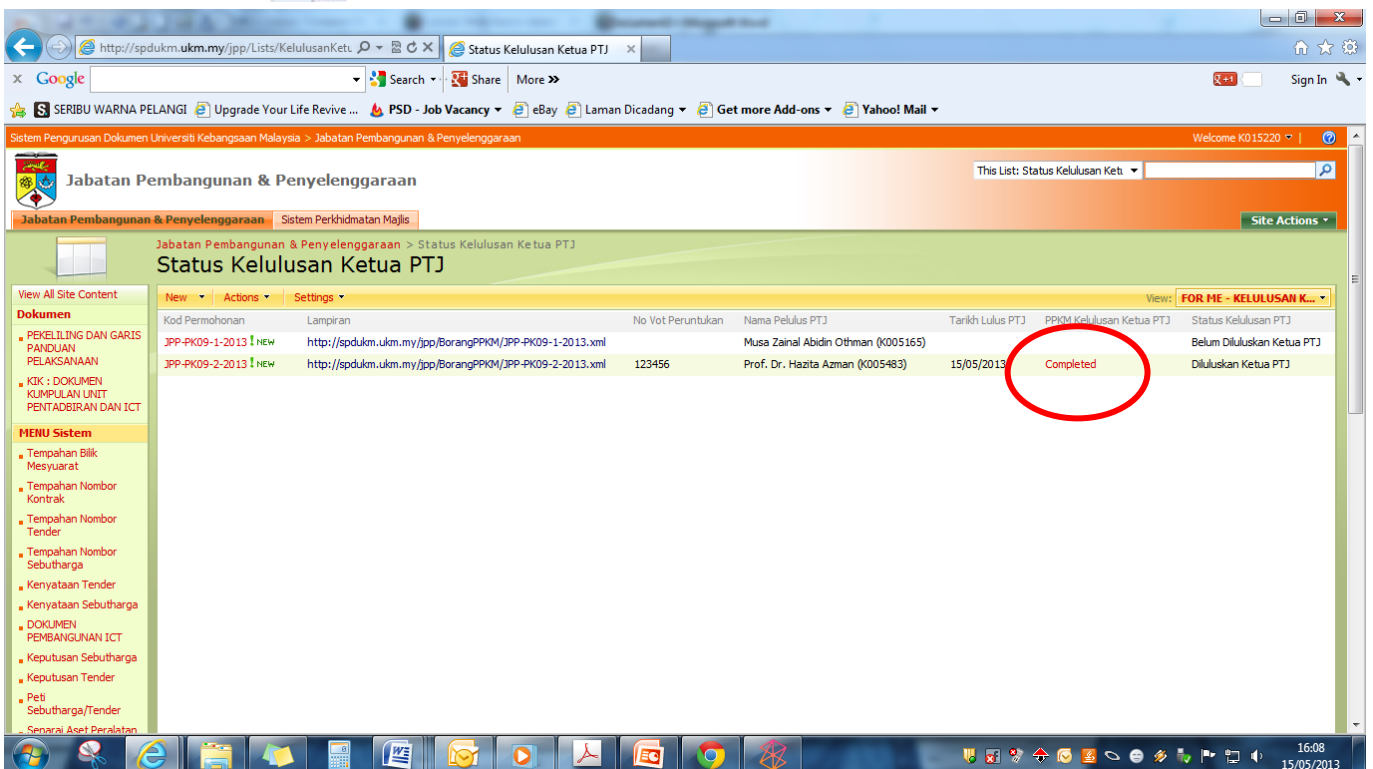 http://spdukm.ukm.my/jpp/Lists/KelulusanKetu
Status Kelulusan Ketua PTJ
x Google Search Share More >> Sign In
SERIBU WARNA PELANGI Upgrade Your Life Revive ... PSD - Job Vacancy eBay Laman Dicadang Get more Add-ons Yahoo! Mail
Sistem Pengurusan Dokumen Universiti Kebangsaan Malaysia > Jabatan Pembangunan & Penyelenggaraan Welcome K015220
Jabatan Pembangunan & Penyelenggaraan This List: Status Kelulusan Ketu
Jabatan Pembangunan & Penyelenggaraan Sistem Perkhidmatan Majlis Site Actions
Jabatan Pembangunan & Penyelenggaraan > Status Kelulusan Ketua PTJ
Status Kelulusan Ketua PTJ
View All Site Content
New Actions Settings View: FOR ME - KELULUSAN K...
Kod Permohonan Lampiran No Vot Peruntukan Nama Pelulus PTJ Tarikh Lulus PTJ PPKM Kelulusan Ketua PTJ Status Kelulusan PTJ
JPP-PK09-1-2013 ! NEW http://spdukm.ukm.my/jpp/BorangPPKM/JPP-PK09-1-2013.xml Musa Zainal Abidin Othman (K005165) Belum Diluluskan Ketua PTJ
JPP-PK09-2-2013 ! NEW http://spdukm.ukm.my/jpp/BorangPPKM/JPP-PK09-2-2013.xml 123456 Prof. Dr. Hazita Azman (K005483) 15/05/2013 Completed Diluluskan Ketua PTJ
Dokumen
PEKELILING DAN GARIS
PANDUAN
PELAKSANAAN
KIK : DOKUMEN
KUMPULAN UNIT
PENTADBIRAN DAN ICT
MENU Sistem
Tempahan Bilik
Mesyuarat
Tempahan Nombor
Kontrak
Tempahan Nombor
Tender
Tempahan Nombor
Sebutharga
Kenyataan Tender
Kenyataan Sebutharga
DOKUMEN
PEMBANGUNAN ICT
Keputusan Sebutharga
Keputusan Tender
Peti
Sebutharga/Tender
Senarai Aset Peralatan
16:08
15/05/2013